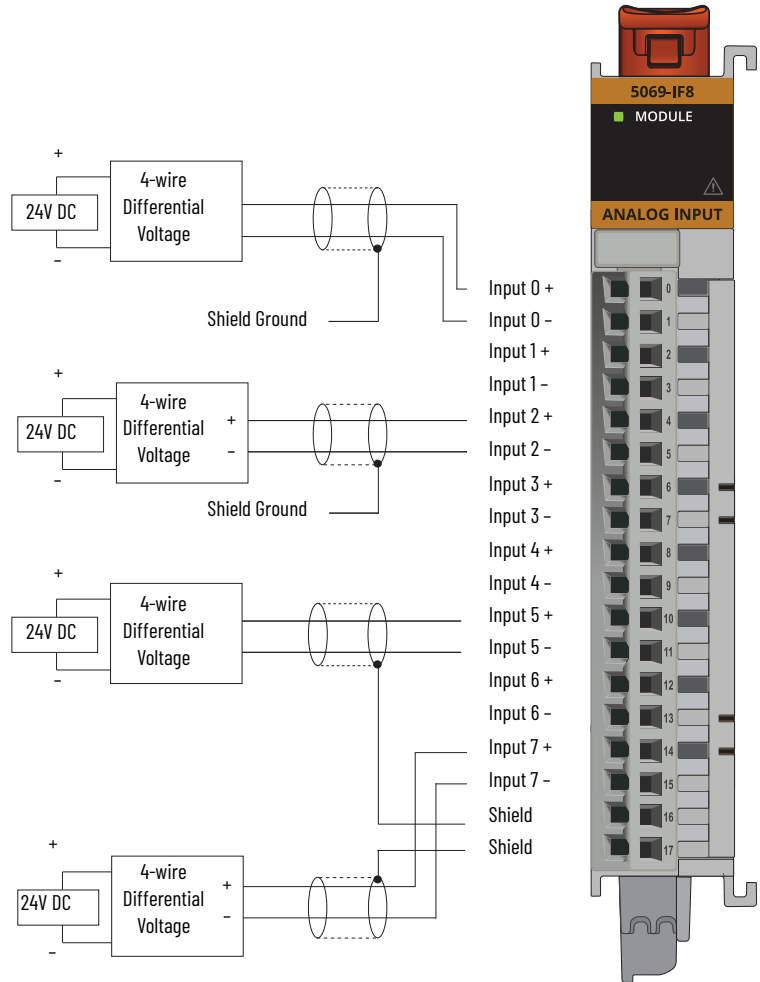 5069-IF8
MODULE
ANALOG INPUT
+
24V DC
–
4-wire
Differential
Voltage
Shield Ground
+
24V DC
–
4-wire
Differential
Voltage
+
–
Shield Ground
+
24V DC
–
4-wire
Differential
Voltage
+
24V DC
–
4-wire
Differential
Voltage
+
–
Input 0 +
Input 0 –
Input 1 +
Input 1 –
Input 2 +
Input 2 –
Input 3 +
Input 3 –
Input 4 +
Input 4 –
Input 5 +
Input 5 –
Input 6 +
Input 6 –
Input 7 +
Input 7 –
Shield
Shield
0
1
2
3
4
5
6
7
8
9
10
11
12
13
14
15
16
17